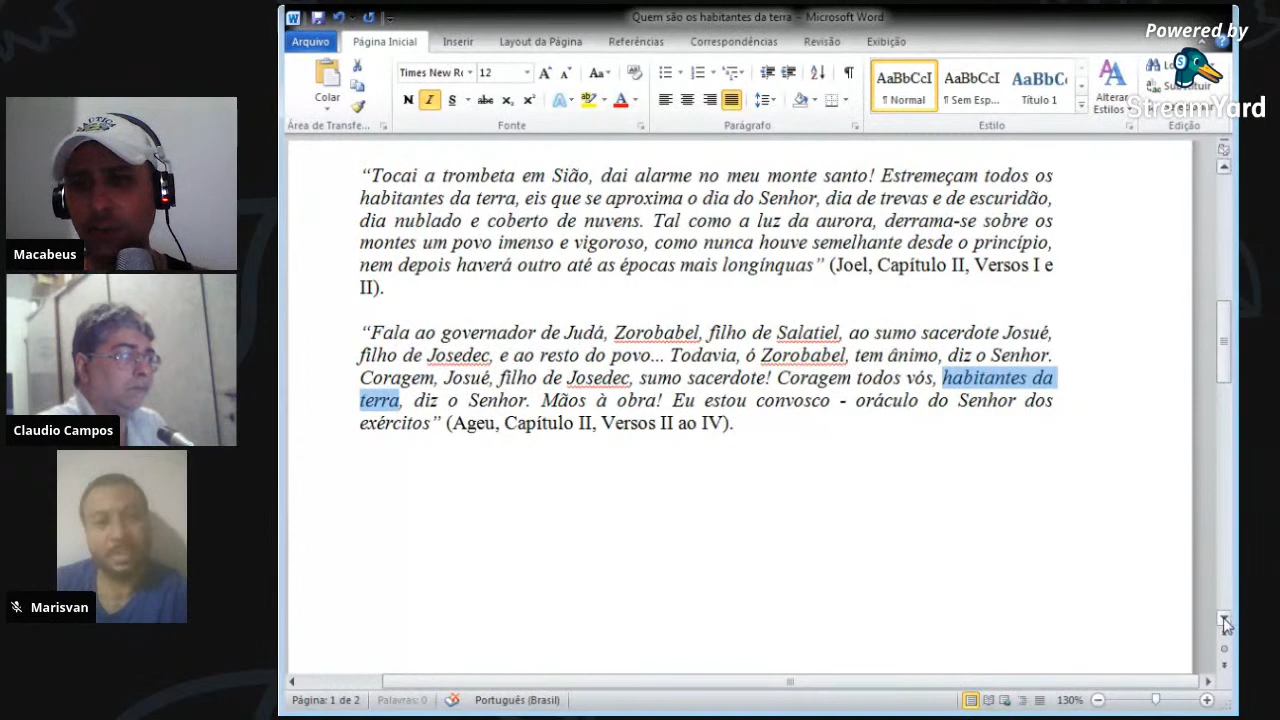 Quem são os habitantes da terra - Microsoft Word
Powered by
StreamYard
Arquivo Página Inicial Inserir Layout da Página Referências Correspondências Revisão Exibição
Times New Ro 12
Colar
AaBbCcI AaBbCcI AaBbC
¶ Normal ¶ Sem Esp... Título 1
Alterar Estilos
Área de Transfe... Fonte Parágrafo Estilo Edição
“Tocai a trombeta em Sião, dai alarme no meu monte santo! Estremeçam todos os
habitantes da terra, eis que se aproxima o dia do Senhor, dia de trevas e de escuridão,
dia nublado e coberto de nuvens. Tal como a luz da aurora, derrama-se sobre os
montes um povo imenso e vigoroso, como nunca houve semelhante desde o princípio,
nem depois haverá outro até as épocas mais longínquas” (Joel, Capítulo II, Versos I e
II).
“Fala ao governador de Judá, Zorobabel, filho de Salatiel, ao sumo sacerdote Josué,
filho de Josedec, e ao resto do povo... Todavia, ó Zorobabel, tem ânimo, diz o Senhor.
Coragem, Josué, filho de Josedec, sumo sacerdote! Coragem todos vós, habitantes da
terra, diz o Senhor. Mãos à obra! Eu estou convosco - oráculo do Senhor dos
exércitos” (Ageu, Capítulo II, Versos II ao IV).
Macabeus
Claudio Campos
Marisvan
Página: 1 de 2 Palavras: 0 Português (Brasil) 130%